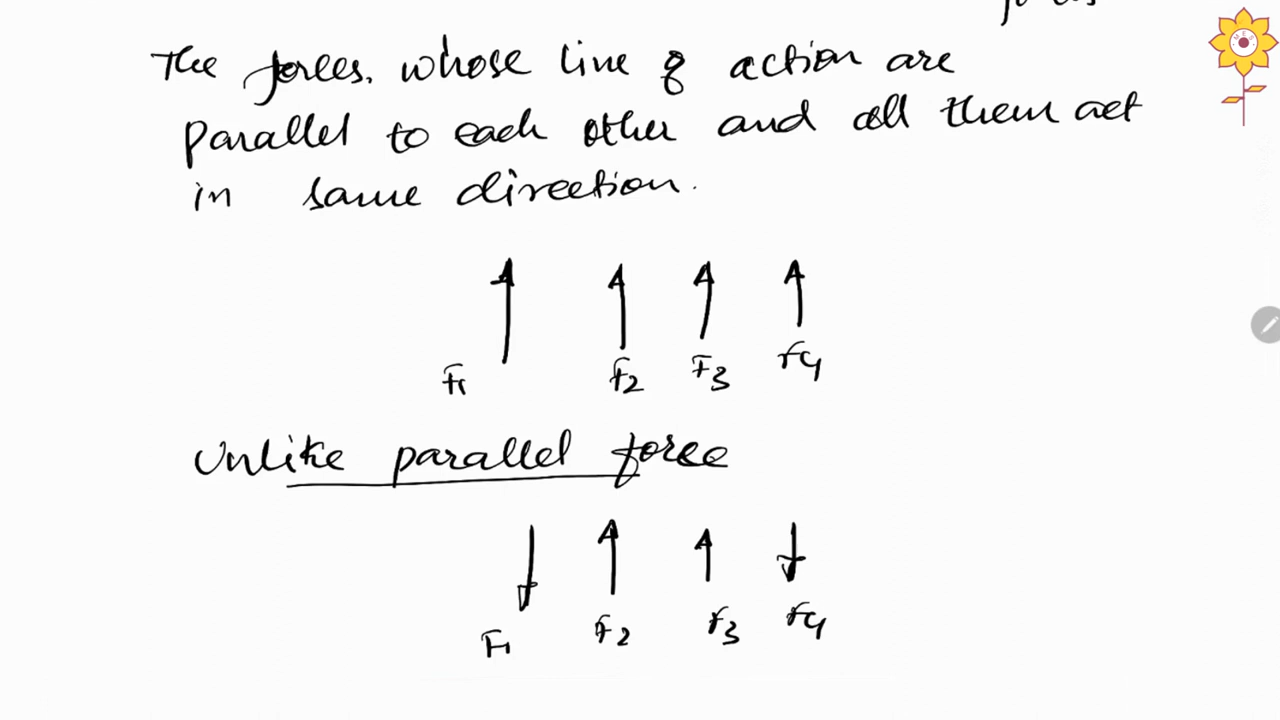 The forces. whose line of action are
parallel to each other and all them act
in same direction.
F1 F2 F3 F4
Unlike parallel force
F1 F2 F3 F4